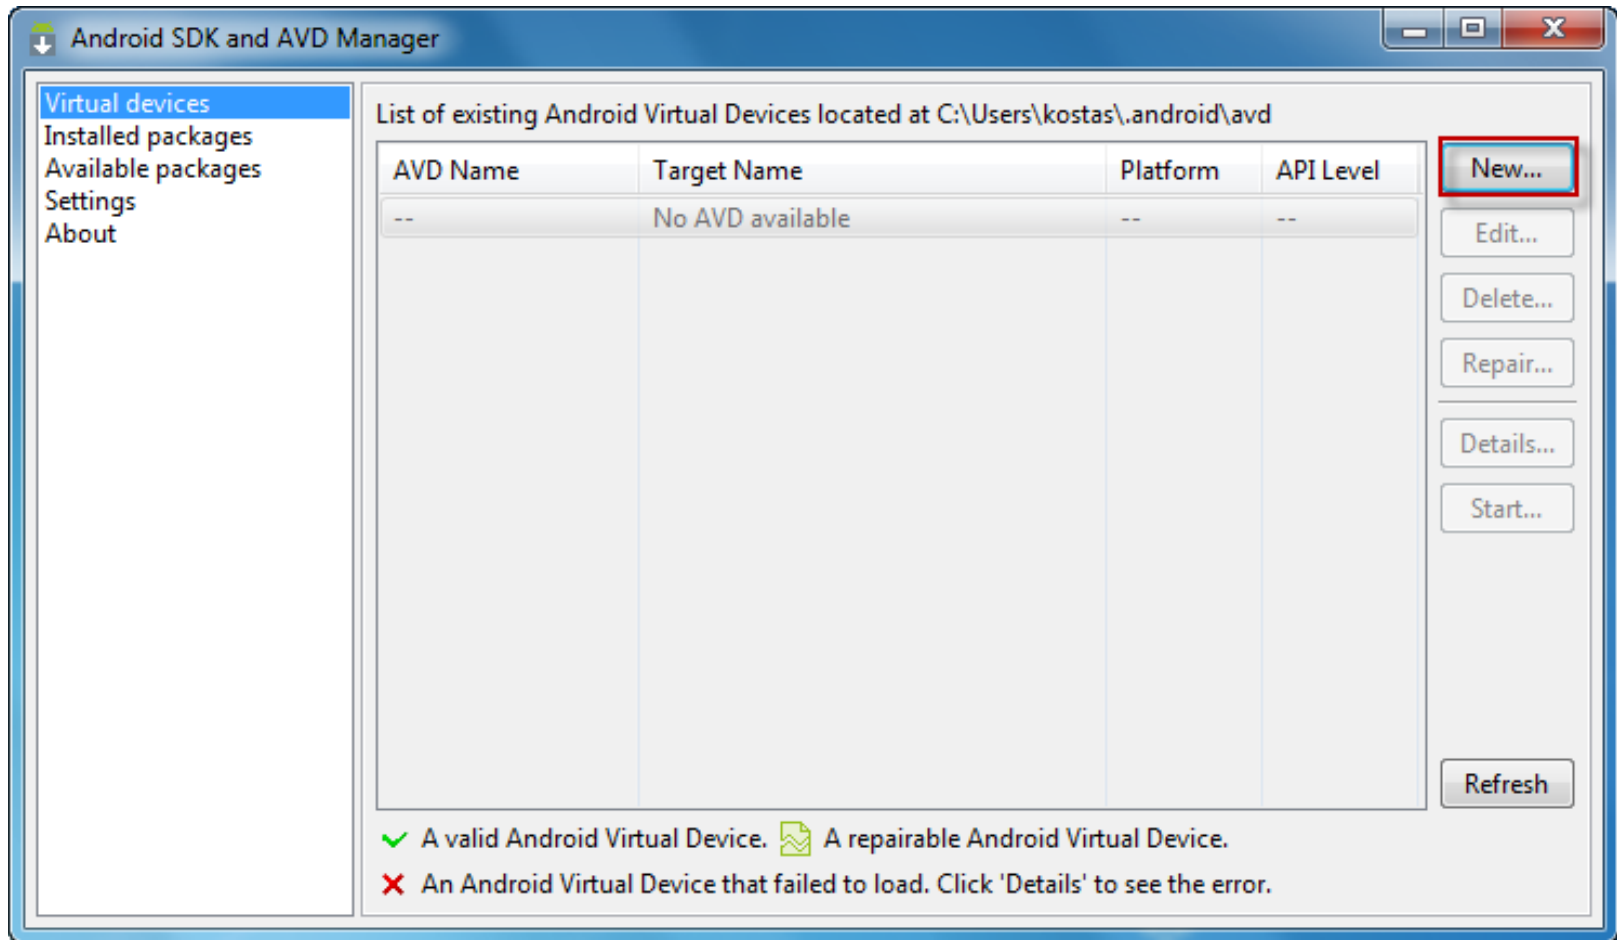 Android SDK and AVD Manager
Virtual devices
Installed packages
Available packages
Settings
About
List of existing Android Virtual Devices located at C:\Users\kostas\.android\avd
AVD Name Target Name Platform API Level
-- No AVD available -- --
New...
Edit...
Delete...
Repair...
Details...
Start...
Refresh
A valid Android Virtual Device. A repairable Android Virtual Device.
An Android Virtual Device that failed to load. Click 'Details' to see the error.